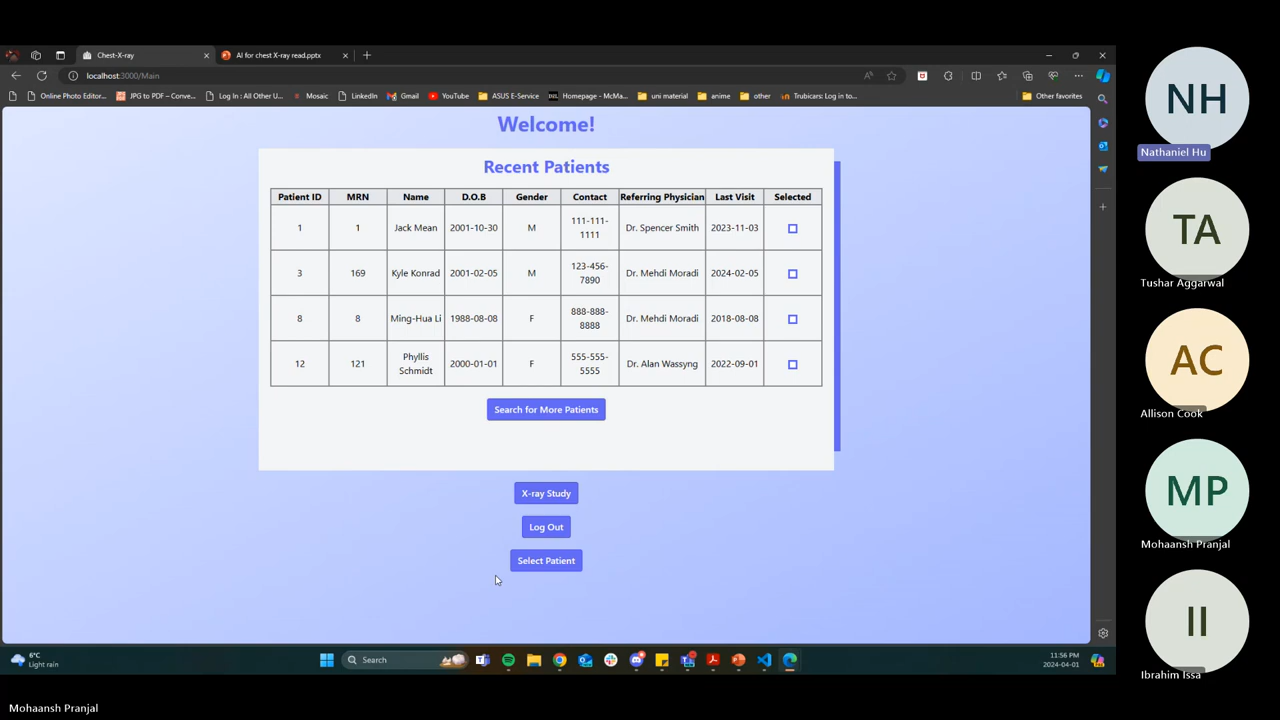 Chest-X-ray
AI for chest X-ray read.pptx
localhost:3000/Main
Online Photo Editor...
JPG to PDF – Conve...
Log In : All Other U...
Mosaic
LinkedIn
Gmail
YouTube
ASUS E-Service
Homepage - McMa...
uni material
anime
other
Trubicars: Log in to...
Other favorites
Welcome!
Recent Patients
Patient ID MRN Name D.O.B Gender Contact Referring Physician Last Visit Selected
1 1 Jack Mean 2001-10-30 M 111-111-1111 Dr. Spencer Smith 2023-11-03
3 169 Kyle Konrad 2001-02-05 M 123-456-7890 Dr. Mehdi Moradi 2024-02-05
8 8 Ming-Hua Li 1988-08-08 F 888-888-8888 Dr. Mehdi Moradi 2018-08-08
12 121 Phyllis Schmidt 2000-01-01 F 555-555-5555 Dr. Alan Wassyng 2022-09-01
Search for More Patients
X-ray Study
Log Out
Select Patient
6°C
Light rain
Search
11:56 PM
2024-04-01
NH
Nathaniel Hu
TA
Tushar Aggarwal
AC
Allison Cook
MP
Mohaansh Pranjal
II
Ibrahim Issa
Mohaansh Pranjal